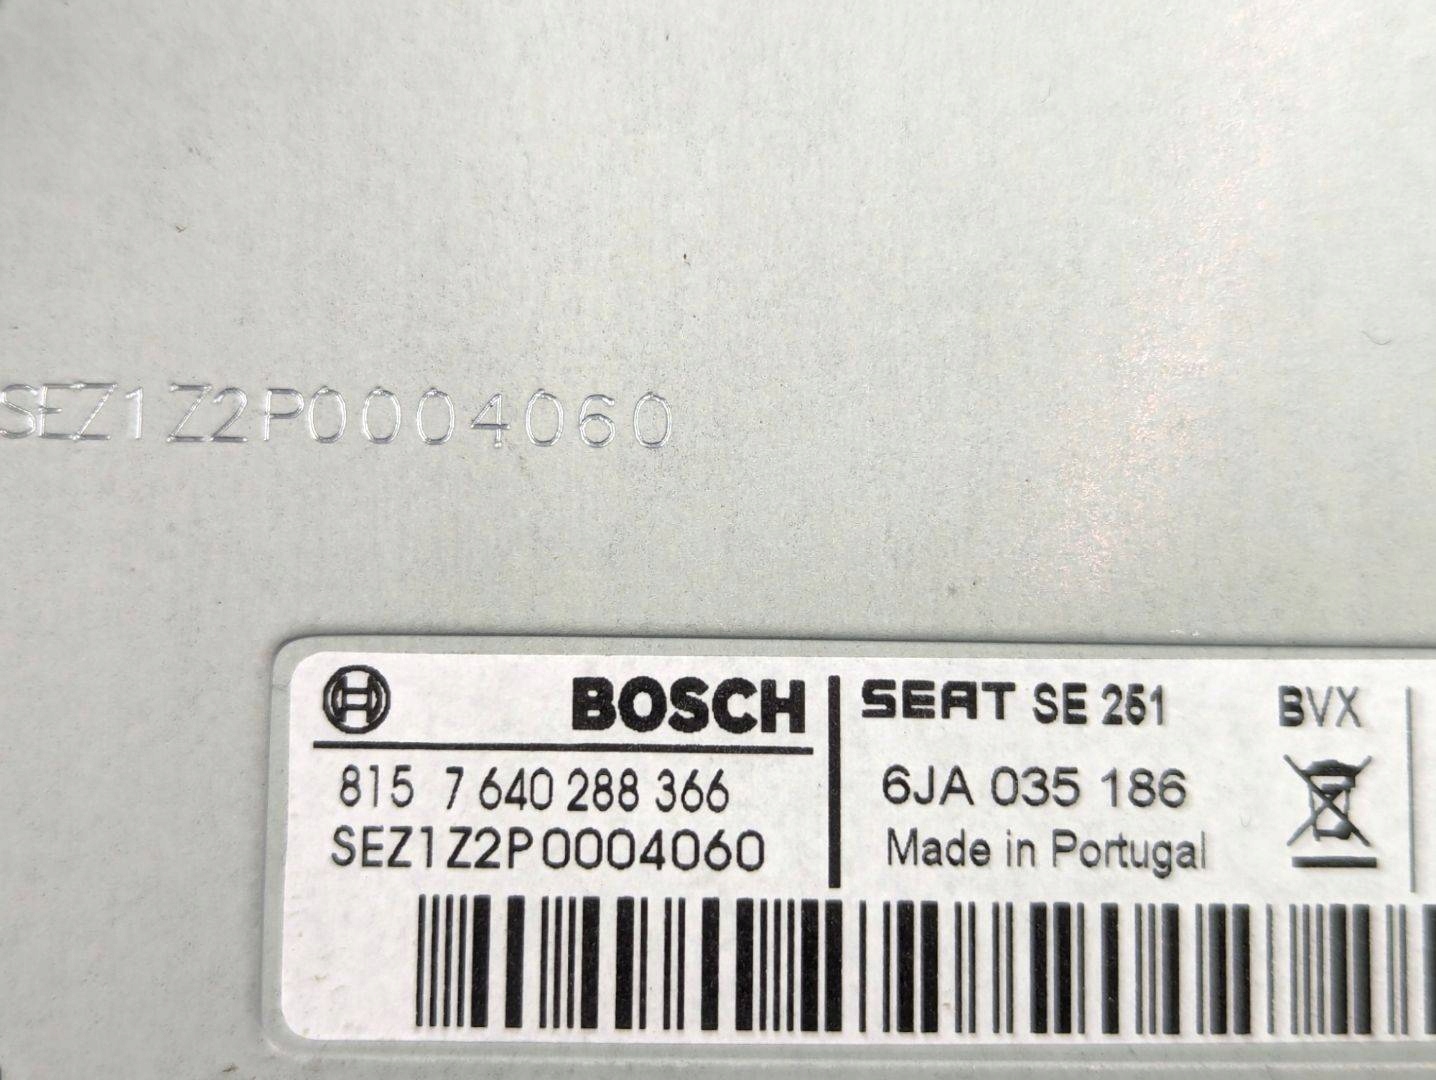 SEZ1Z2P0004060
BOSCH
815 7 640 288 366
SEZ1Z2P0004060
SEAT SE 251 BVX
6JA 035 186
Made in Portugal